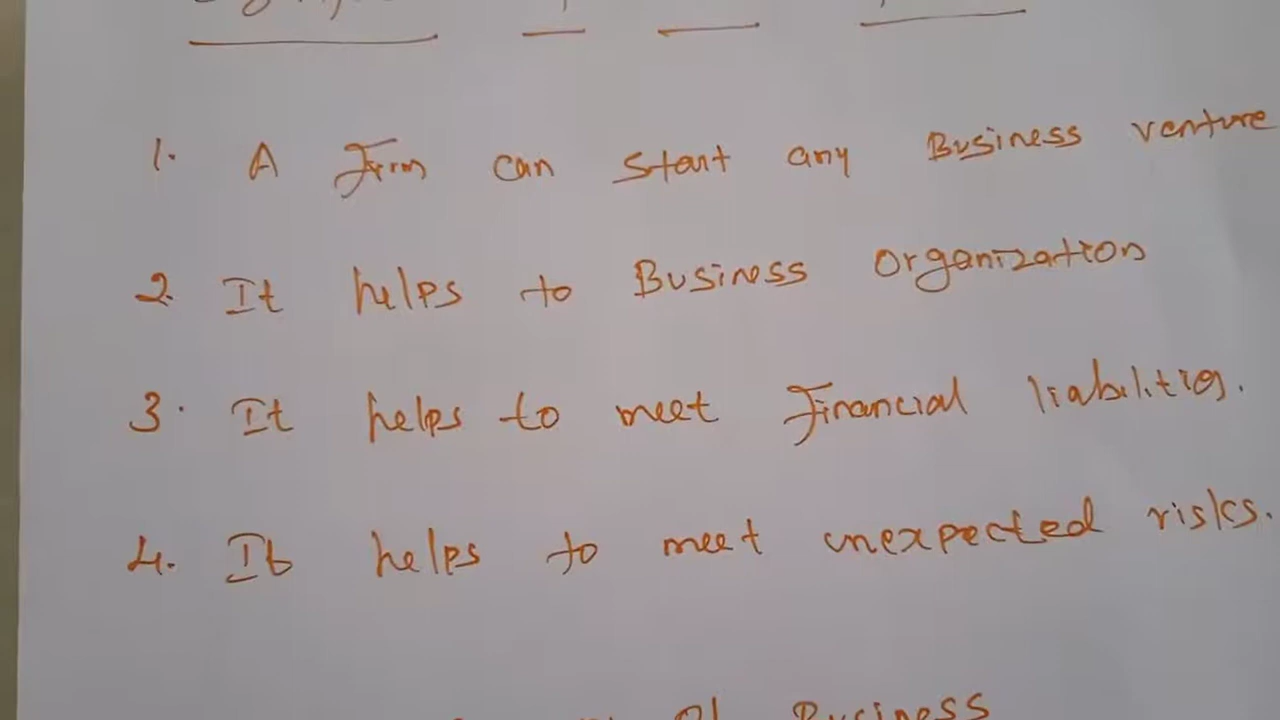 1. A Firm can start any Business venture
2. It helps to Business organization
3. It helps to meet Financial liabilities.
4. It helps to meet unexpected risks.
Of Business